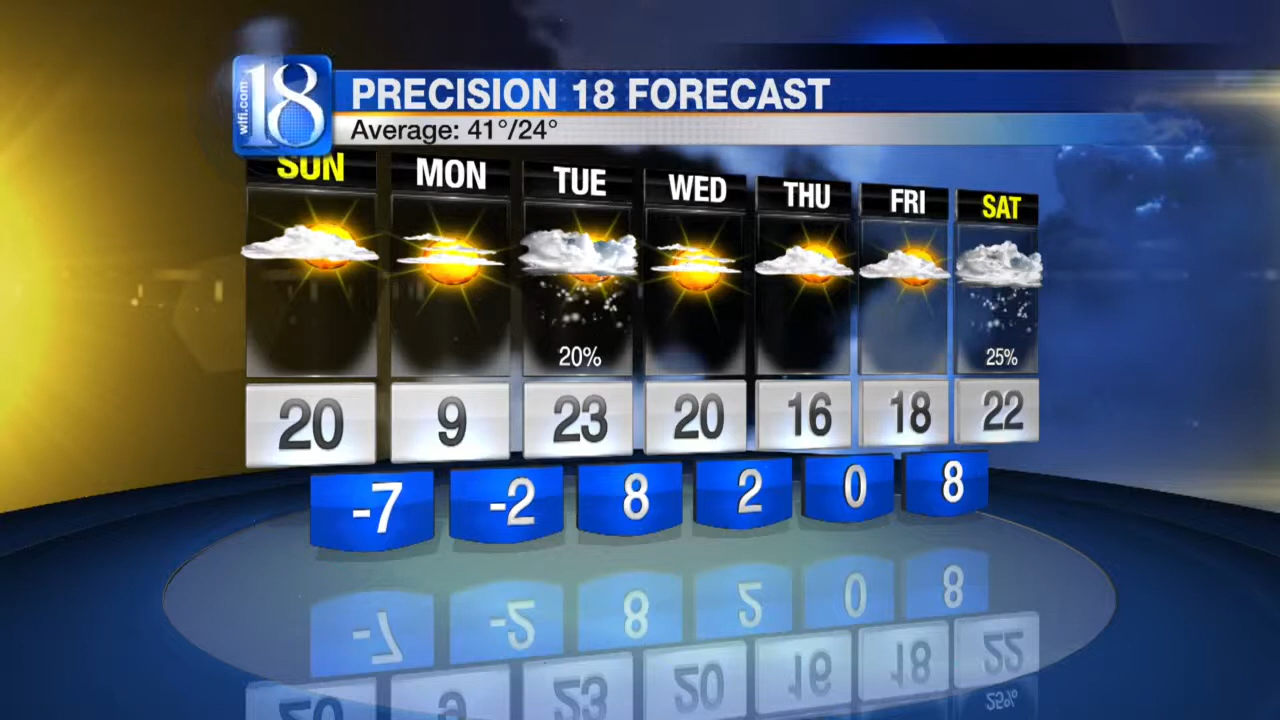 wlfi.com
18
PRECISION 18 FORECAST
Average: 41°/24°
SUN MON TUE WED THU FRI SAT
20% 25%
20 9 23 20 16 18 22
-7 -2 8 2 0 8